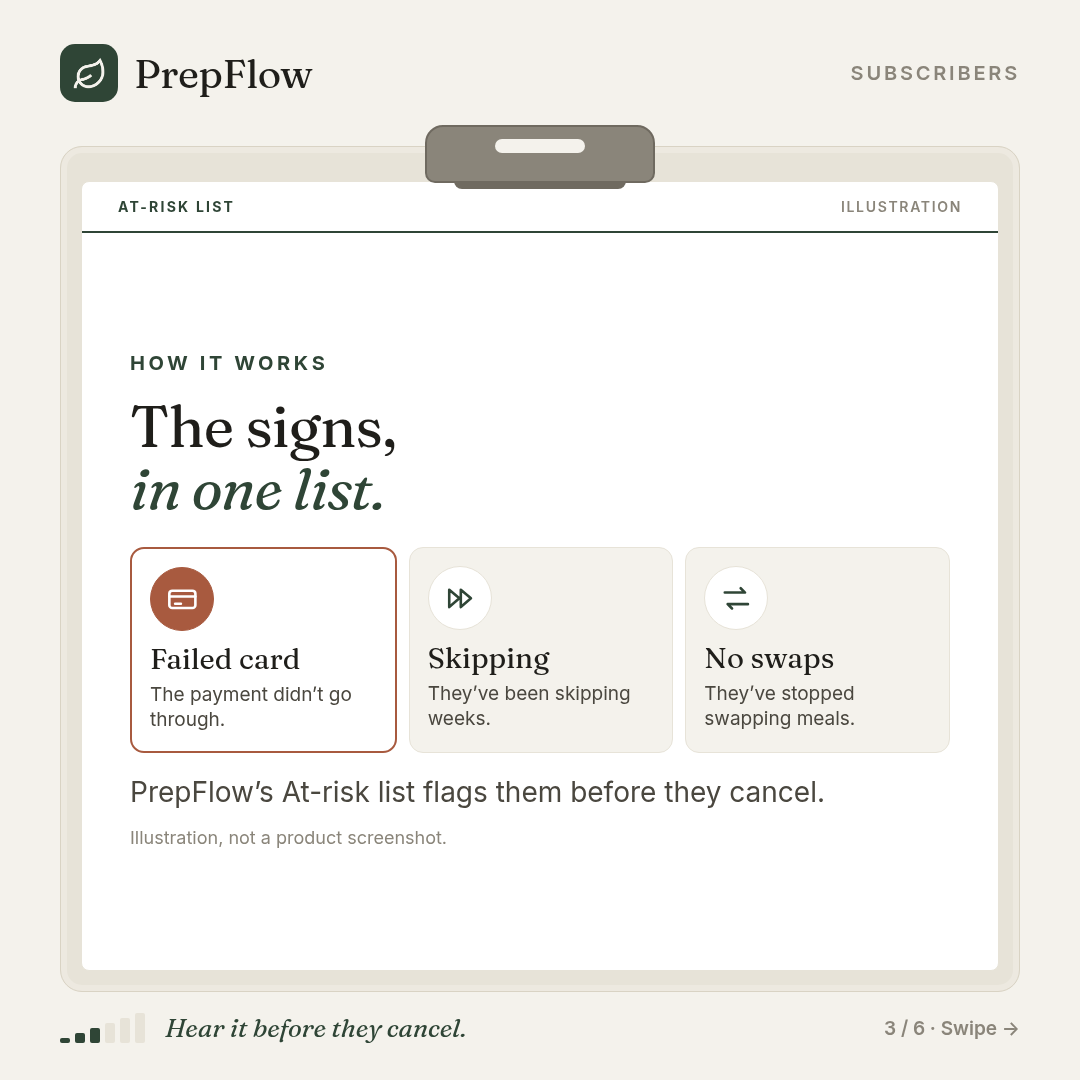 PrepFlow
SUBSCRIBERS
AT-RISK LIST
ILLUSTRATION
HOW IT WORKS
The signs,
in one list.
Failed card
The payment didn’t go
through.
Skipping
They’ve been skipping
weeks.
No swaps
They’ve stopped
swapping meals.
PrepFlow’s At-risk list flags them before they cancel.
Illustration, not a product screenshot.
Hear it before they cancel.
3 / 6 · Swipe →